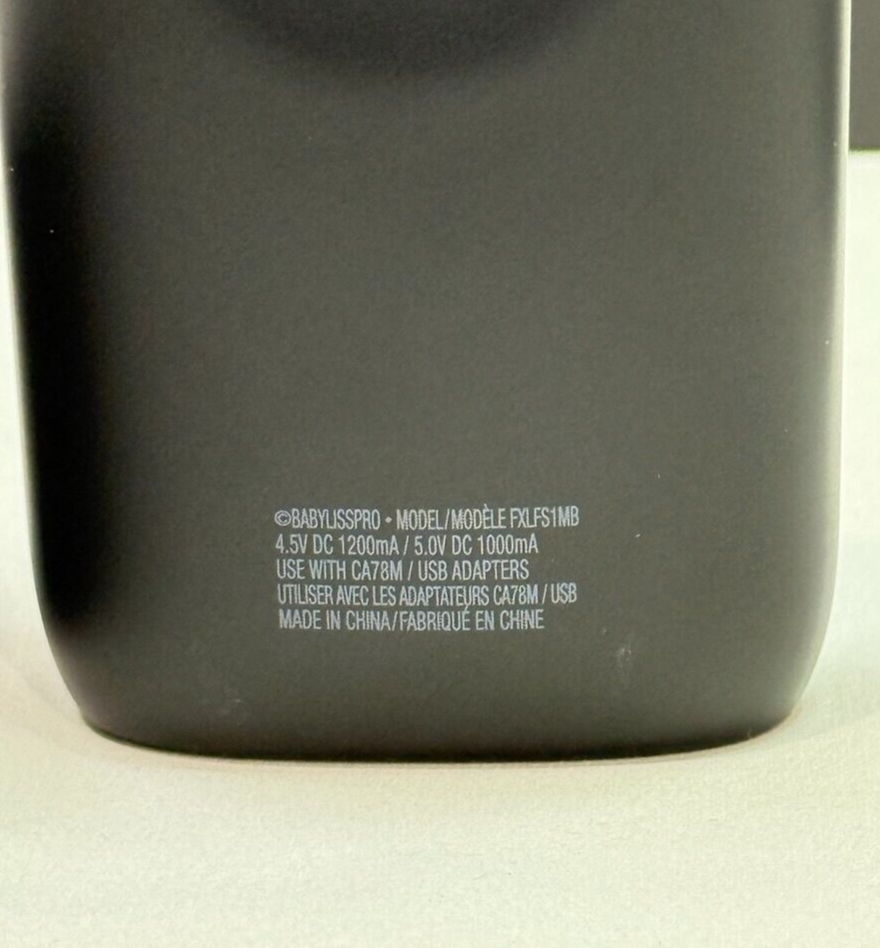 ©BABYLISSPRO • MODEL/MODÈLE FXLFS1MB
4.5V DC 1200mA / 5.0V DC 1000mA
USE WITH CA78M / USB ADAPTERS
UTILISER AVEC LES ADAPTATEURS CA78M / USB
MADE IN CHINA/FABRIQUÉ EN CHINE